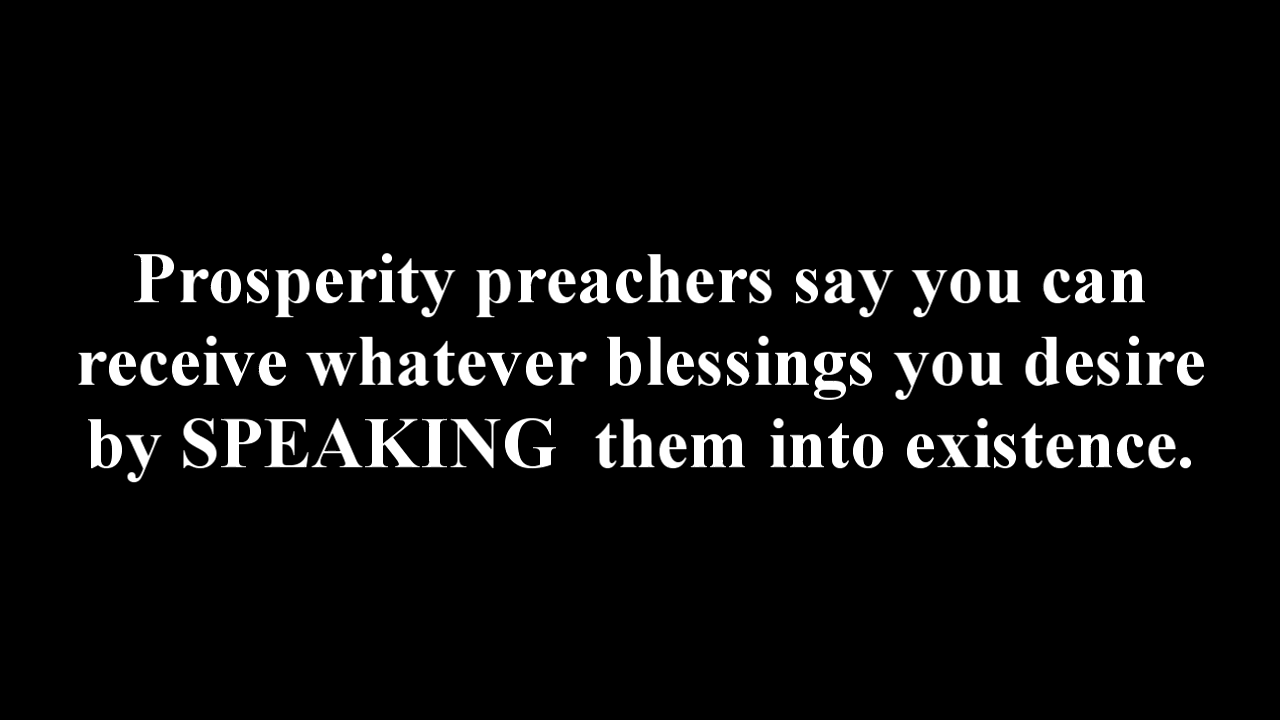 Prosperity preachers say you can
receive whatever blessings you desire
by SPEAKING  them into existence.